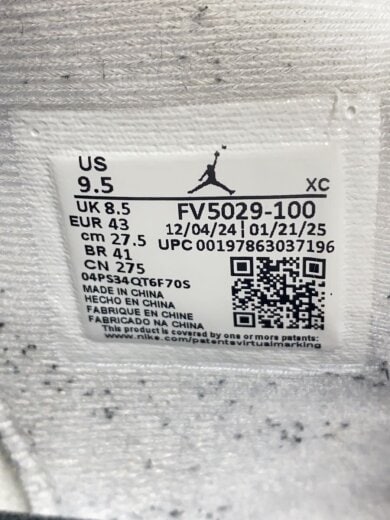 US
9.5
XC
UK 8.5
FV5029-100
EUR 43
12/04/24 | 01/21/25
cm 27.5
UPC 00197863037196
BR 41
CN 275
04PS34QT6F70S
MADE IN CHINA
HECHO EN CHINA
FABRIQUE EN CHINE
FABRICADO NA CHINA
This product is covered by one or more patents:
www.nike.com/patentsvirtualmarking